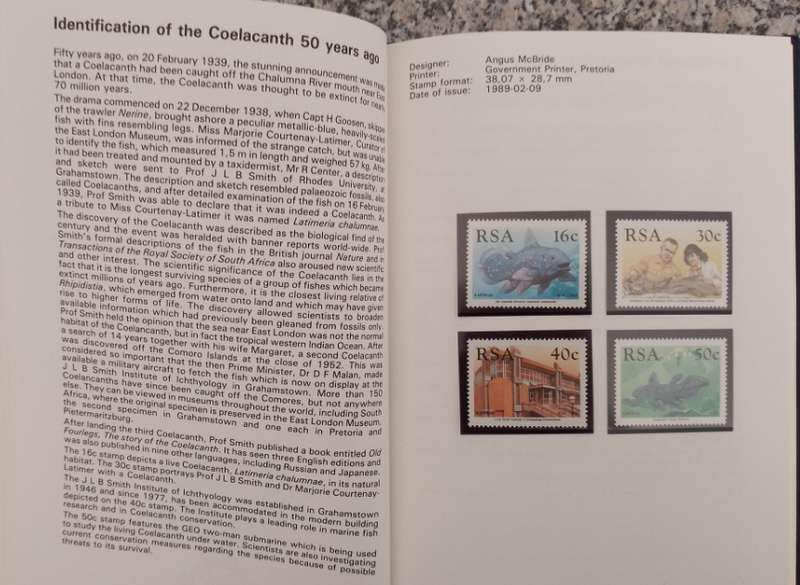 Identification of the Coelacanth 50 years ago
Fifty years ago, on 20 February 1939, the stunning announcement was made
that a Coelacanth had been caught off the Chalumna River mouth near East
London. At that time, the Coelacanth was thought to be extinct for nearly
70 million years.
The drama commenced on 22 December 1938, when Capt H Goosen, skipper
of the trawler Nerine, brought ashore a peculiar metallic-blue, heavily-scaled
fish with fins resembling legs. Miss Marjorie Courtenay-Latimer, Curator of
the East London Museum, was informed of the strange catch, but was unable
to identify the fish, which measured 1,5 m in length and weighed 57 kg. After
it had been treated and mounted by a taxidermist, Mr R Center, a description
and sketch were sent to Prof J L B Smith of Rhodes University, at
Grahamstown. The description and sketch resembled palaeozoic fossils, also
called Coelacanths, and after detailed examination of the fish on 16 February
1939, Prof Smith was able to declare that it was indeed a Coelacanth. As
a tribute to Miss Courtenay-Latimer it was named Latimeria chalumnae.
The discovery of the Coelacanth was described as the biological find of the
century and the event was heralded with banner reports world-wide. Prof
Smith's formal descriptions of the fish in the British journal Nature and in
Transactions of the Royal Society of South Africa also aroused new scientific
and other interest. The scientific significance of the Coelacanth lies in the
fact that it is the longest surviving species of a group of fishes which became
extinct millions of years ago. Furthermore, it is the closest living relative of
Rhipidistia, which emerged from water onto land and which may have given
rise to higher forms of life. The discovery allowed scientists to broaden
available information which had previously been gleaned from fossils only.
Prof Smith held the opinion that the sea near East London was not the normal
habitat of the Coelacanth, but in fact the tropical western Indian Ocean. After
a search of 14 years together with his wife Margaret, a second Coelacanth
was discovered off the Comoro Islands at the close of 1952. This was
considered so important that the then Prime Minister, Dr D F Malan, made
available a military aircraft to fetch the fish which is now on display at the
J L B Smith Institute of Ichthyology in Grahamstown. More than 150
Coelancanths have since been caught off the Comores, but not anywhere
else. They can be viewed in museums throughout the world, including South
Africa, where the original specimen is preserved in the East London Museum,
the second specimen in Grahamstown and one each in Pretoria and
Pietermaritzburg.
After landing the third Coelacanth, Prof Smith published a book entitled Old
Fourlegs, The story of the Coelacanth. It has seen three English editions and
was also published in nine other languages, including Russian and Japanese.
The 16c stamp depicts a live Coelacanth, Latimeria chalumnae, in its natural
habitat. The 30c stamp portrays Prof J L B Smith and Dr Marjorie Courtenay-
Latimer with a Coelacanth.
The J L B Smith Institute of Ichthyology was established in Grahamstown
in 1946 and since 1977, has been accommodated in the modern building
depicted on the 40c stamp. The Institute plays a leading role in marine fish
research and in Coelacanth conservation.
The 50c stamp features the GEO two-man submarine which is being used
to study the living Coelacanth under water. Scientists are also investigating
current conservation measures regarding the species because of possible
threats to its survival.
Designer: Angus McBride
Printer: Government Printer, Pretoria
Stamp format: 38,07 × 28,7 mm
Date of issue: 1989-02-09
RSA 16c
RSA 30c
RSA 40c
RSA 50c